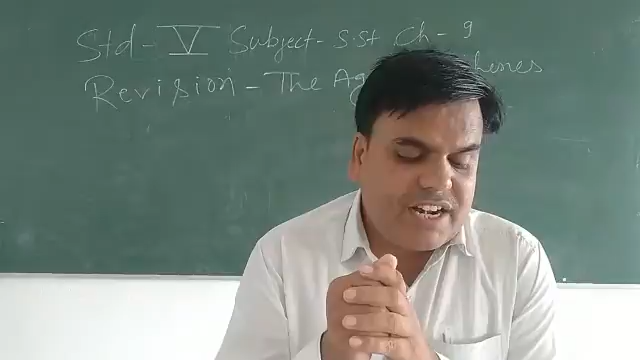 Std- V Subject- S.st Ch- 9
Revision - The